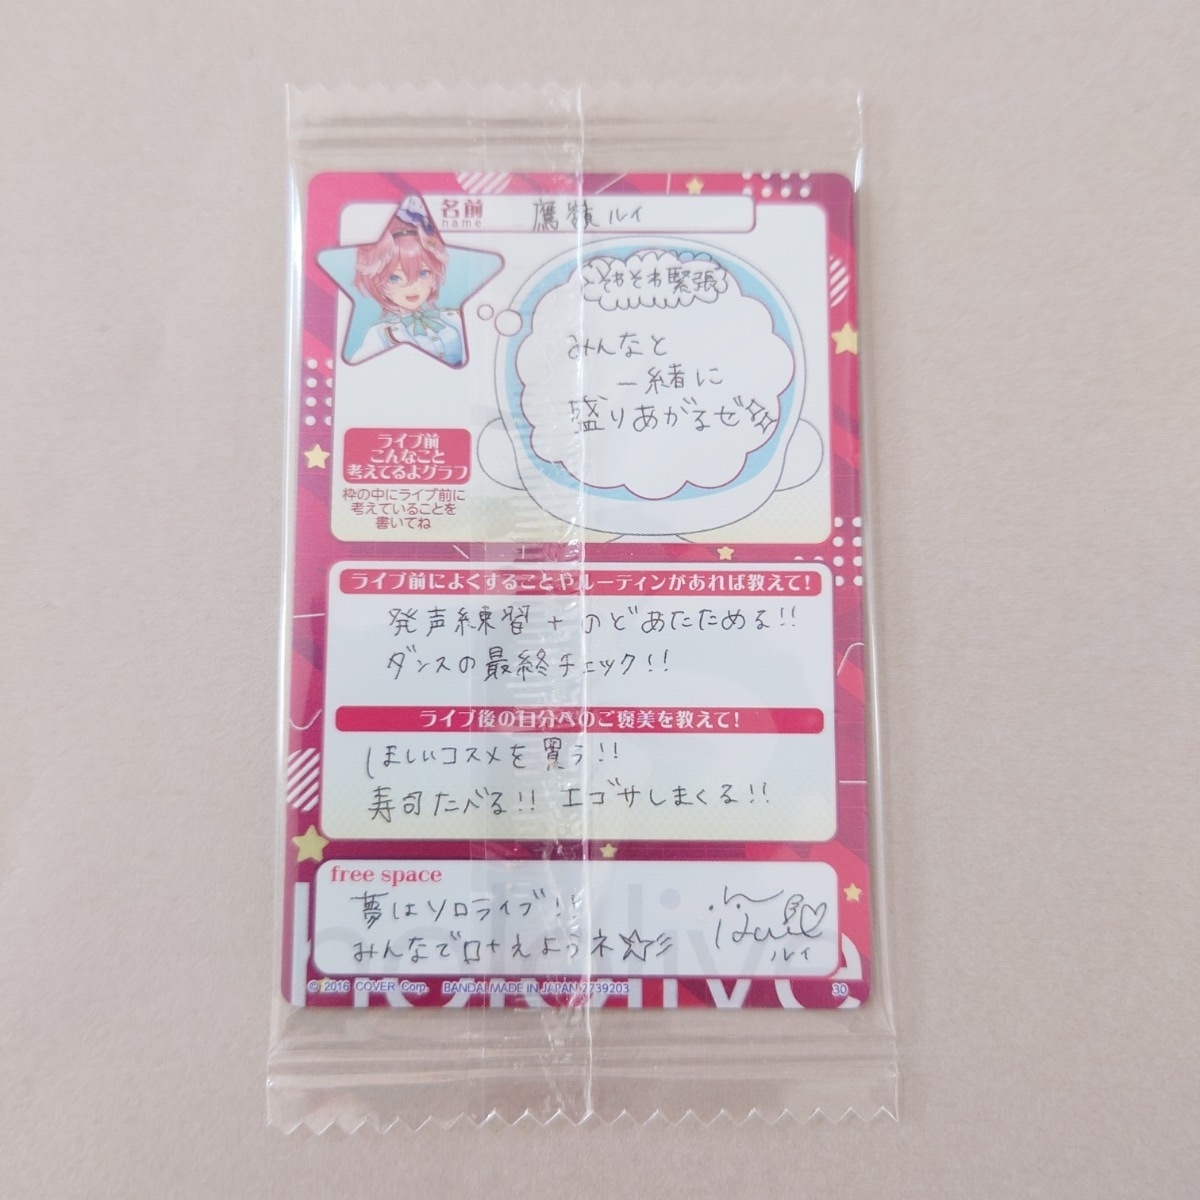 名前
name
鷹嶺ルイ
そわそわ緊張
みんなと
一緒に
盛りあがるぜ
ライブ前
こんなこと
考えてるよグラフ
枠の中にライブ前に
考えていることを
書いてね
ライブ前によくすることやルーティンがあれば教えて!
発声練習+のどあたためる!!
ダンスの最終チェック!!
ライブ後の自分へのご褒美を教えて!
ほしいコスメを買う!!
寿司たべる!! エゴサしまくる!!
free space
夢はソロライブ!!
みんなで叶えようネ☆
ルイ
hololive
© 2016 COVER Corp. BANDAI MADE IN JAPAN 2739203
30